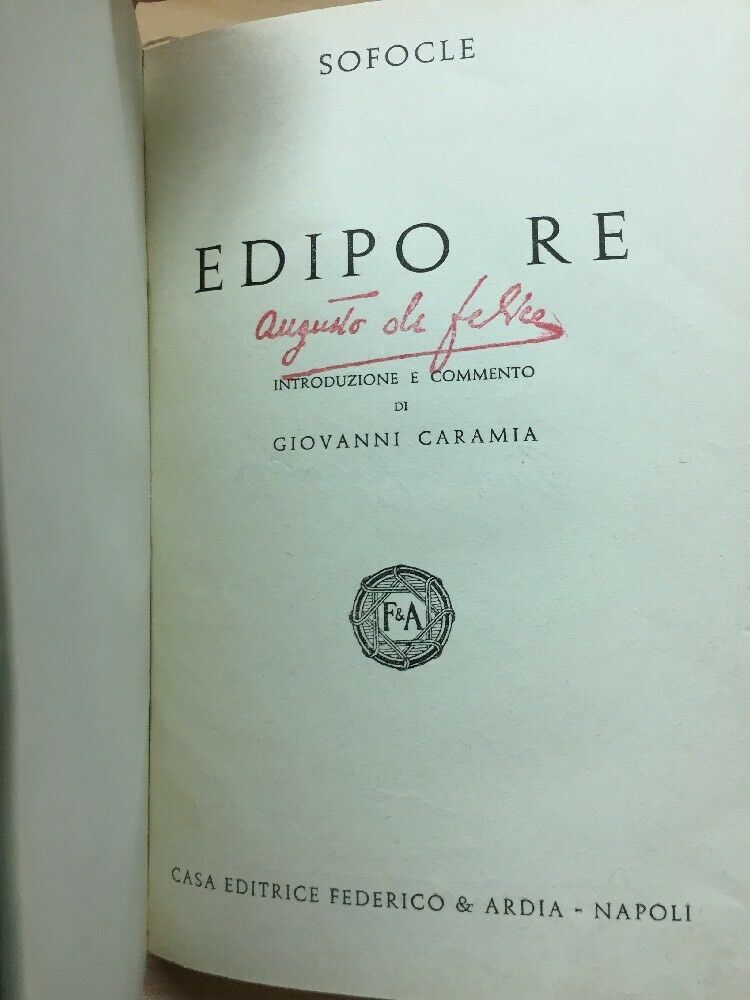 SOFOCLE
EDIPO RE
Augusto de felice
INTRODUZIONE E COMMENTO
DI
GIOVANNI CARAMIA
F&A
CASA EDITRICE FEDERICO & ARDIA - NAPOLI